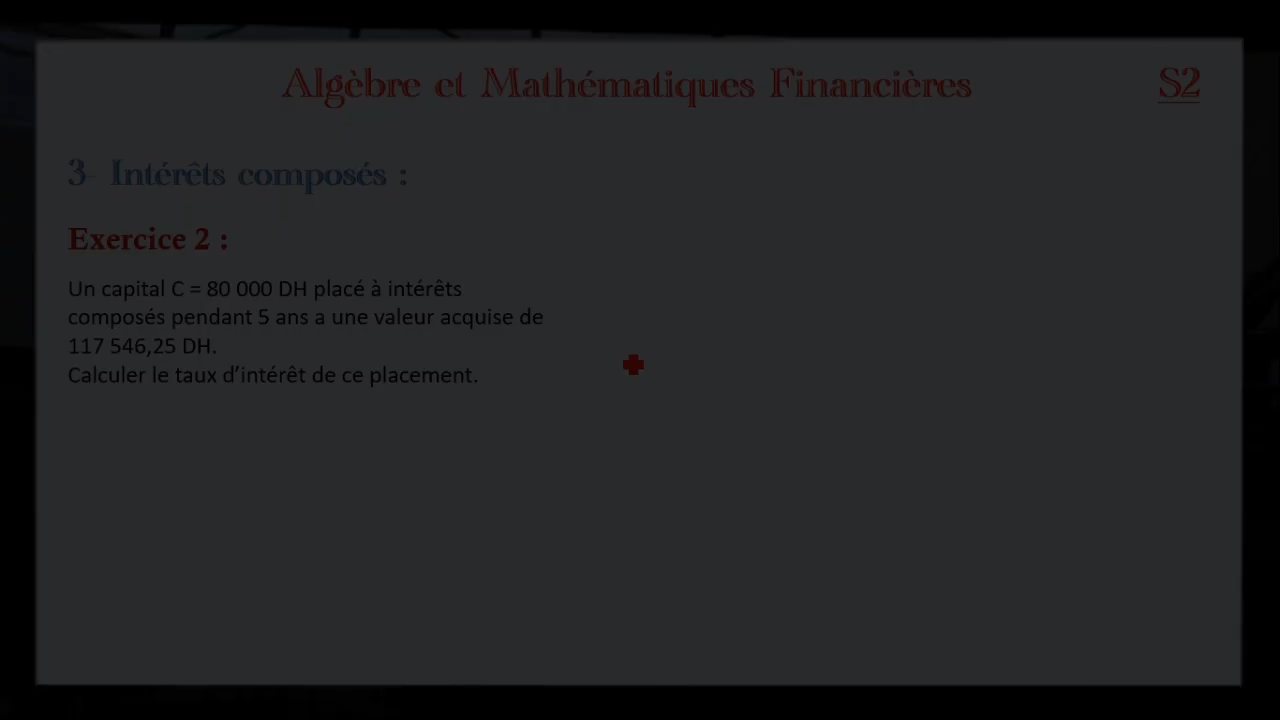 Algèbre et Mathématiques Financières
S2
3- Intérêts composés :
Exercice 2 :
Un capital C = 80 000 DH placé à intérêts
composés pendant 5 ans a une valeur acquise de
117 546,25 DH.
Calculer le taux d’intérêt de ce placement.